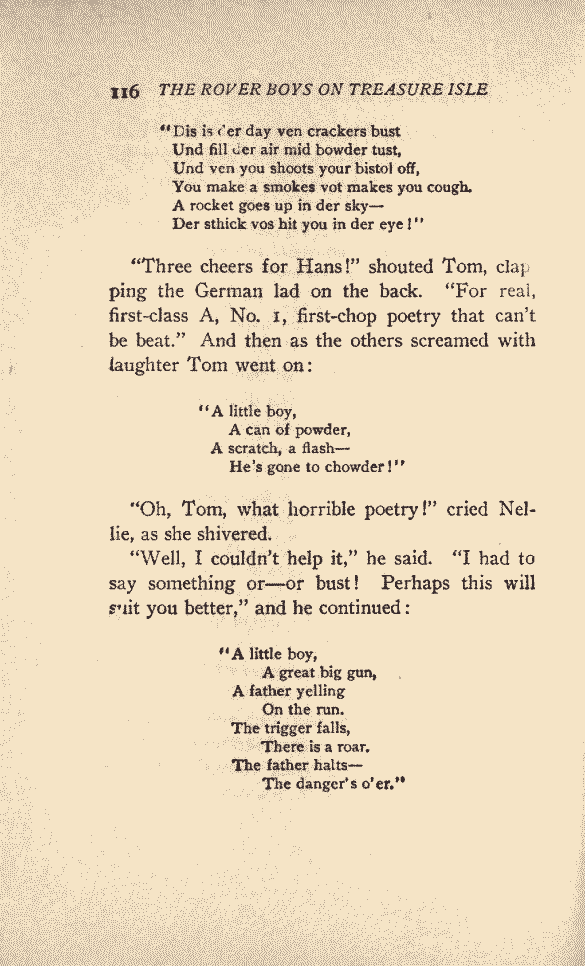 116 THE ROVER BOYS ON TREASURE ISLE
"Dis is der day ven crackers bust
Und fill der air mid bowder tust,
Und ven you shoots your bistol off,
You make a smokes vot makes you cough.
A rocket goes up in der sky—
Der sthick vos hit you in der eye!"
"Three cheers for Hans!" shouted Tom, clap
ping the German lad on the back. "For real,
first-class A, No. 1, first-chop poetry that can't
be beat." And then as the others screamed with
laughter Tom went on:
"A little boy,
A can of powder,
A scratch, a flash—
He's gone to chowder!"
"Oh, Tom, what horrible poetry!" cried Nel-
lie, as she shivered.
"Well, I couldn't help it," he said. "I had to
say something or—or bust! Perhaps this will
suit you better," and he continued:
"A little boy,
A great big gun,
A father yelling
On the run.
The trigger falls,
There is a roar.
The father halts—
The danger's o'er."